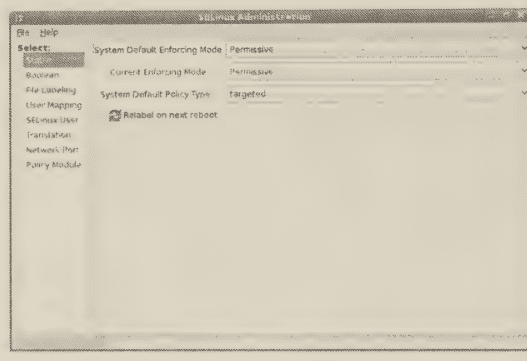 SELinux Administration
File Help
Select:
Status
Boolean
File Labeling
User Mapping
SELinux User
Translation
Network Port
Policy Module
System Default Enforcing Mode Permissive
Current Enforcing Mode Permissive
System Default Policy Type targeted
Relabel on next reboot